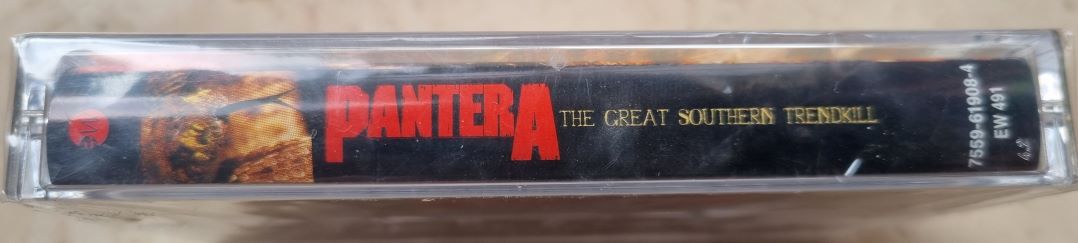 PANTERA
THE GREAT SOUTHERN TRENDKILL
7559-61908-4
EW 491